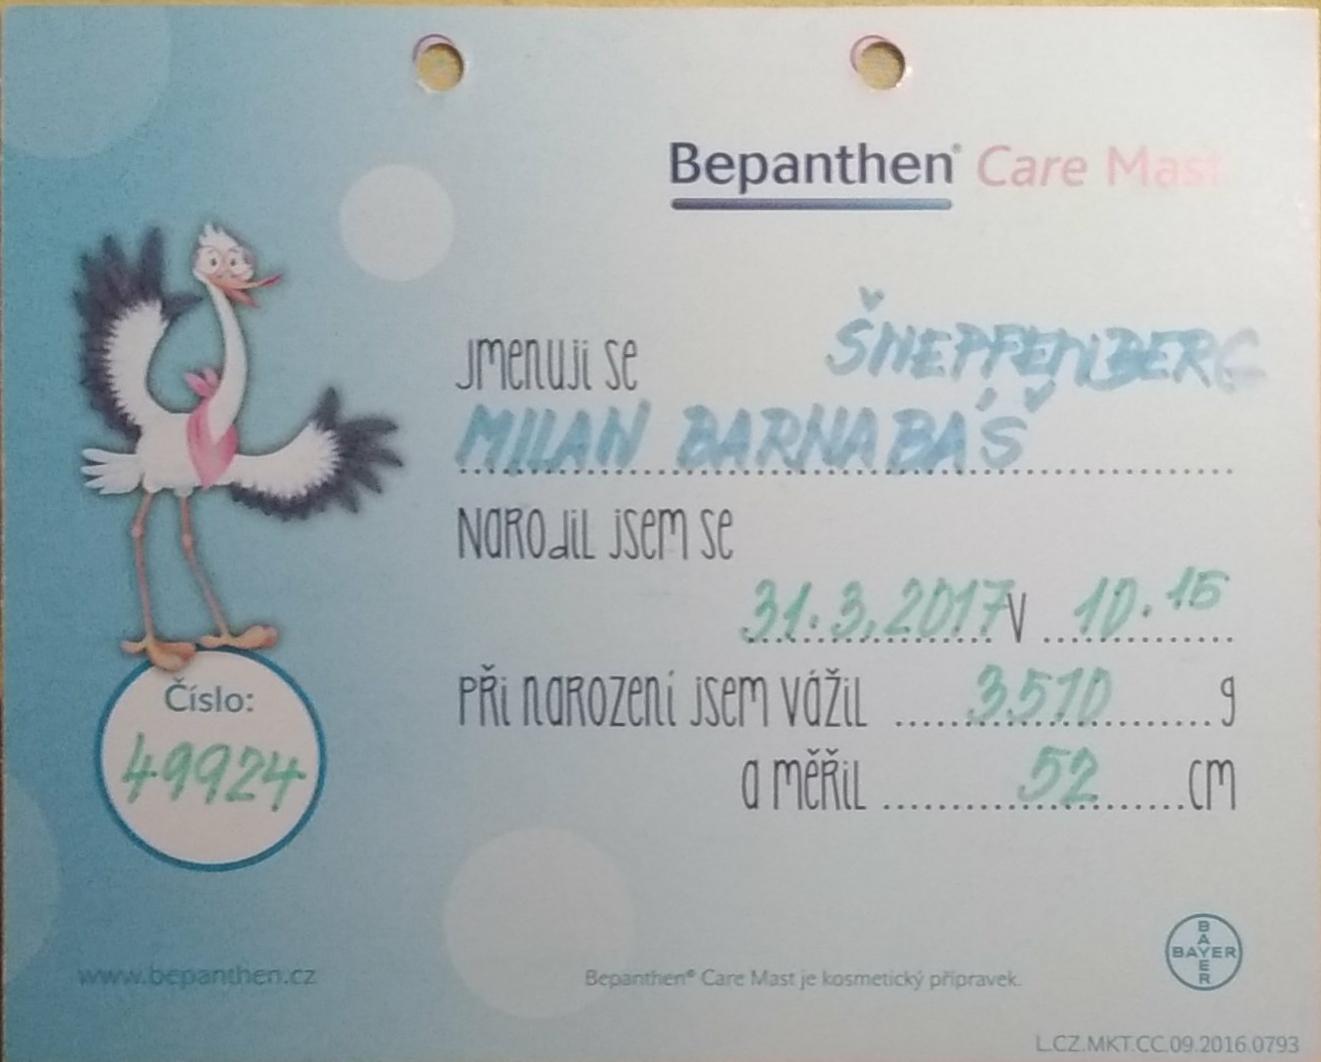 Bepanthen® Care Mast
Jmenuji se ŠNEPFENBERG
MILAN BARNABÁŠ
Narodil jsem se
31.3.2017 v 10.15
Při narození jsem vážil 3510 g
a měřil 52 cm
Číslo:
49924
www.bepanthen.cz
Bepanthen® Care Mast je kosmetický přípravek.
BAYER
BAYER
L.CZ.MKT.CC.09.2016.0793